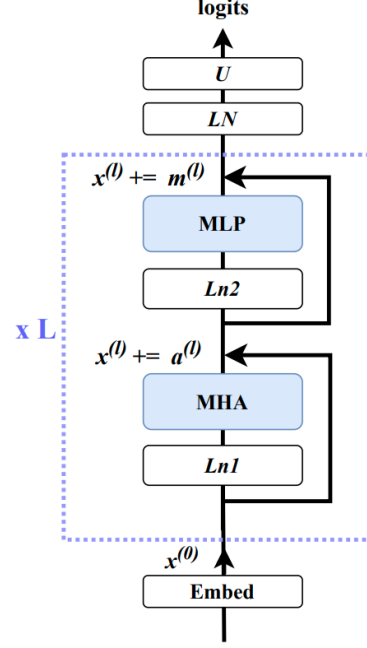 logits
U
LN
x^(l) += m^(l)
MLP
Ln2
x L
x^(l) += a^(l)
MHA
Ln1
x^(0)
Embed